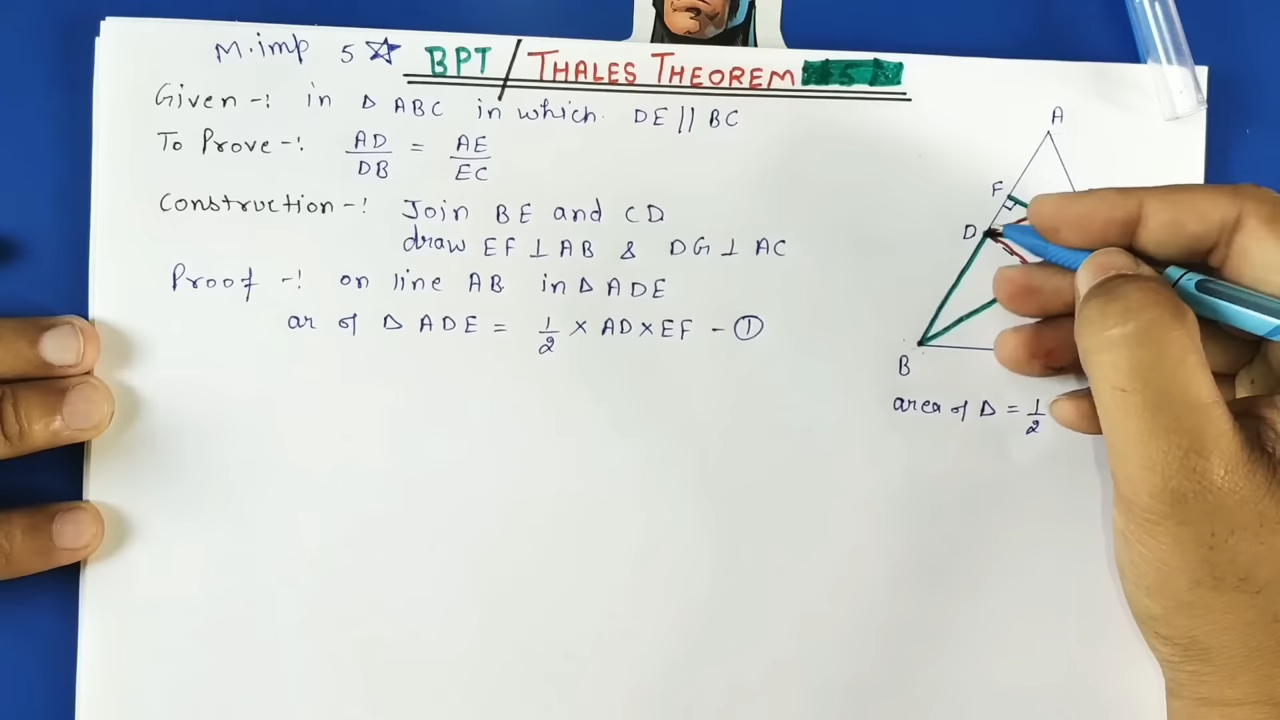 M.imp 5☆ BPT / THALES THEOREM
Given -: in Δ ABC in which. DE || BC
To Prove -: AD/DB = AE/EC
Construction -: Join BE and CD
draw EF ⊥ AB & DG ⊥ AC
Proof -: on line AB in Δ ADE
ar of Δ ADE = 1/2 × AD × EF - ①
A
F
D
B
area of Δ = 1/2